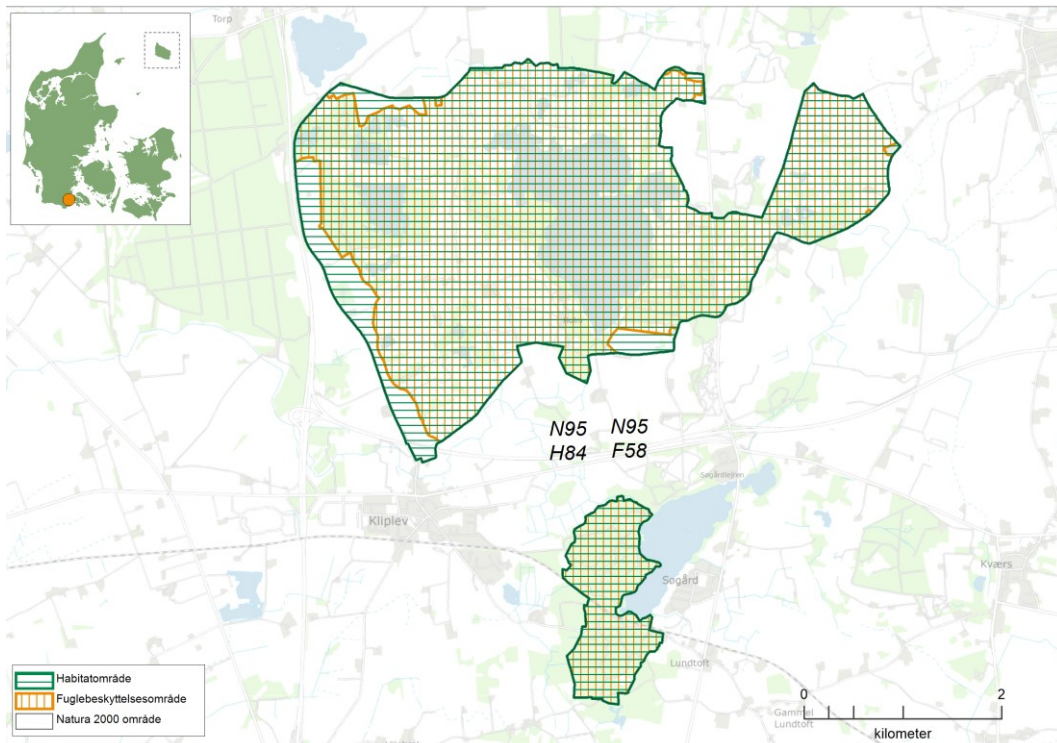 Torp
N95 N95
H84 F58
Søgårdlejren
Kliplev
Søgård
Kværs
Lundtoft
Habitatområde
Fuglebeskyttelsesområde
Natura 2000 område
0 2
Gammel
Lundtoft
kilometer